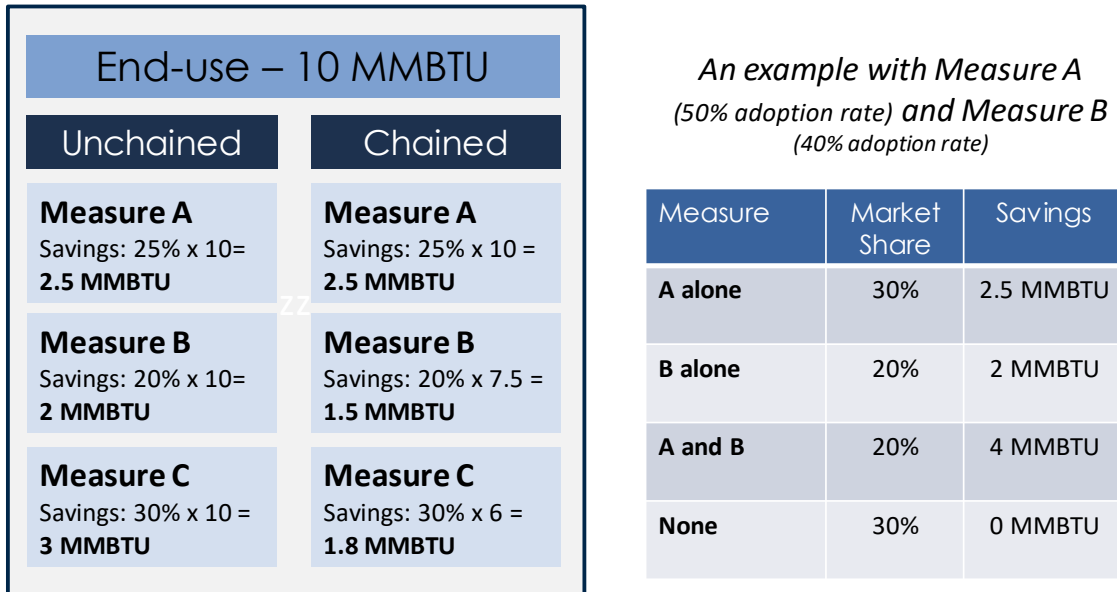 End-use – 10 MMBTU
Unchained
Chained
Measure A
Savings: 25% x 10=
2.5 MMBTU
Measure A
Savings: 25% x 10 =
2.5 MMBTU
zz
Measure B
Savings: 20% x 10=
2 MMBTU
Measure B
Savings: 20% x 7.5 =
1.5 MMBTU
Measure C
Savings: 30% x 10 =
3 MMBTU
Measure C
Savings: 30% x 6 =
1.8 MMBTU
An example with Measure A
(50% adoption rate) and Measure B
(40% adoption rate)
Measure Market Savings
Share
A alone 30% 2.5 MMBTU
B alone 20% 2 MMBTU
A and B 20% 4 MMBTU
None 30% 0 MMBTU